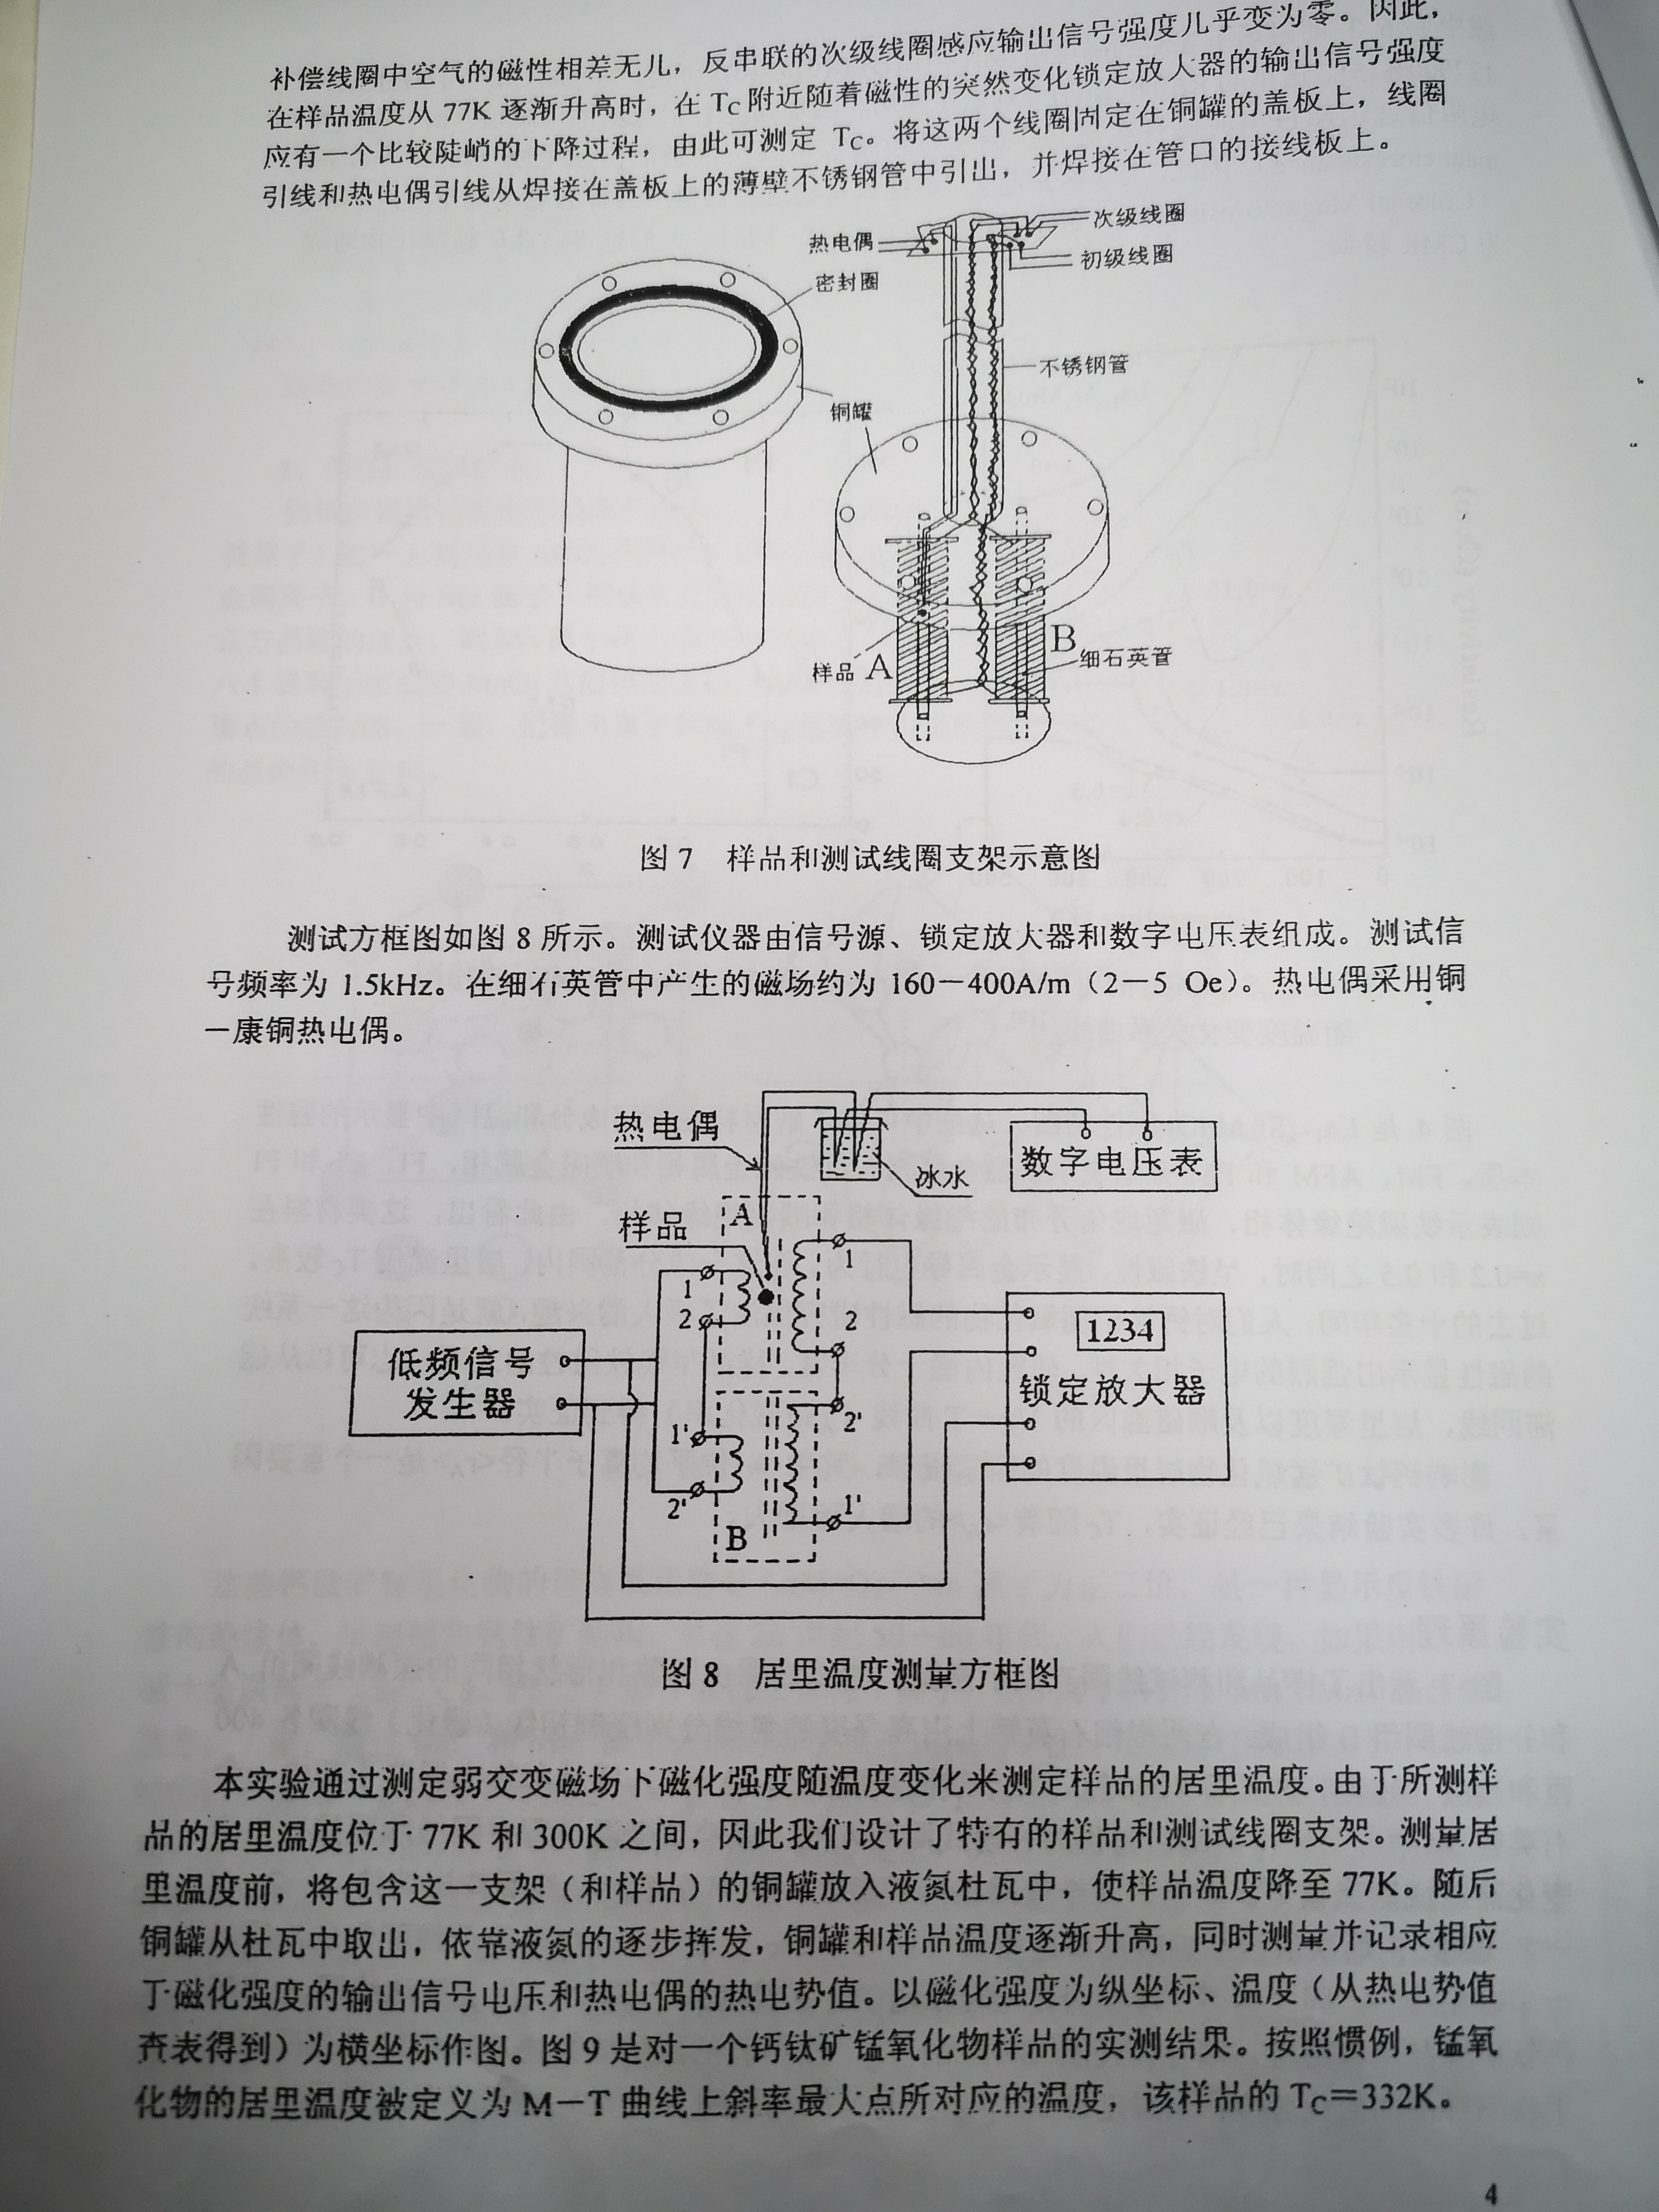 补偿线圈中空气的磁性相差无几，反串联的次级线圈感应输出信号强度几乎变为零。因此，
在样品温度从 77K 逐渐升高时，在 Tc 附近随着磁性的突然变化锁定放大器的输出信号强度
应有一个比较陡峭的下降过程，由此可测定 Tc。将这两个线圈固定在铜罐的盖板上，线圈
引线和热电偶引线从焊接在盖板上的薄壁不锈钢管中引出，并焊接在管口的接线板上。
次级线圈
热电偶
初级线圈
密封圈
不锈钢管
铜罐
样品 A
B
细石英管
图 7 样品和测试线圈支架示意图
测试方框图如图 8 所示。测试仪器由信号源、锁定放大器和数字电压表组成。测试信
号频率为 1.5kHz。在细石英管中产生的磁场约为 160－400A/m（2－5 Oe）。热电偶采用铜
－康铜热电偶。
热电偶
冰水
数字电压表
样品
A
1
1
2
2
1234
锁定放大器
低频信号
发生器
2'
1'
2'
1'
B
图 8 居里温度测量方框图
本实验通过测定弱交变磁场下磁化强度随温度变化来测定样品的居里温度。由于所测样
品的居里温度位于 77K 和 300K 之间，因此我们设计了特有的样品和测试线圈支架。测量居
里温度前，将包含这一支架（和样品）的铜罐放入液氮杜瓦中，使样品温度降至 77K。随后
铜罐从杜瓦中取出，依靠液氮的逐步挥发，铜罐和样品温度逐渐升高，同时测量并记录相应
于磁化强度的输出信号电压和热电偶的热电势值。以磁化强度为纵坐标、温度（从热电势值
查表得到）为横坐标作图。图 9 是对一个钙钛矿锰氧化物样品的实测结果。按照惯例，锰氧
化物的居里温度被定义为 M－T 曲线上斜率最大点所对应的温度，该样品的 Tc＝332K。
4